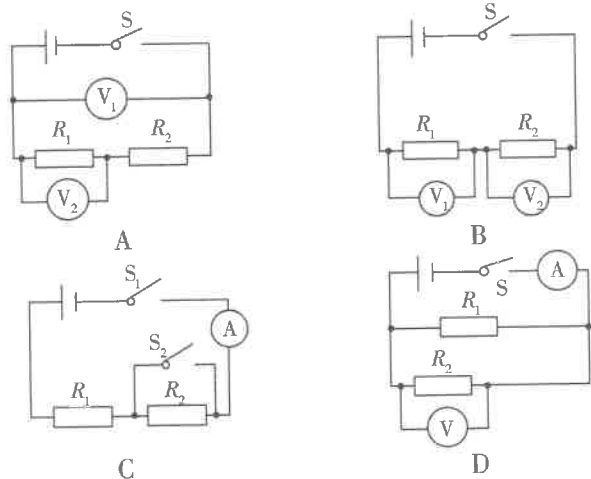 S
V₁
R₁ R₂
V₂
A
S
R₁ R₂
V₁ V₂
B
S₁
A
S₂
R₁ R₂
C
A
S
R₁
R₂
V
D